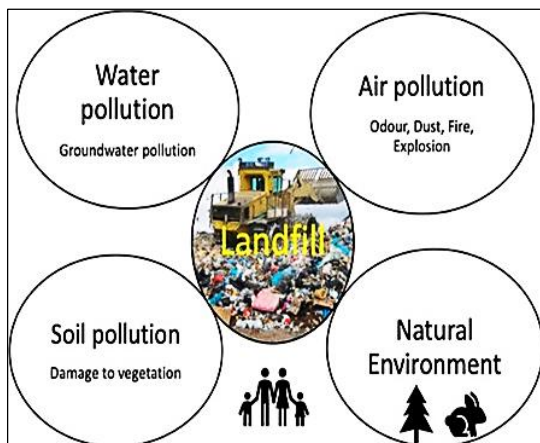 Water
pollution
Groundwater pollution
Air pollution
Odour, Dust, Fire,
Explosion
Landfill
Soil pollution
Damage to vegetation
Natural
Environment